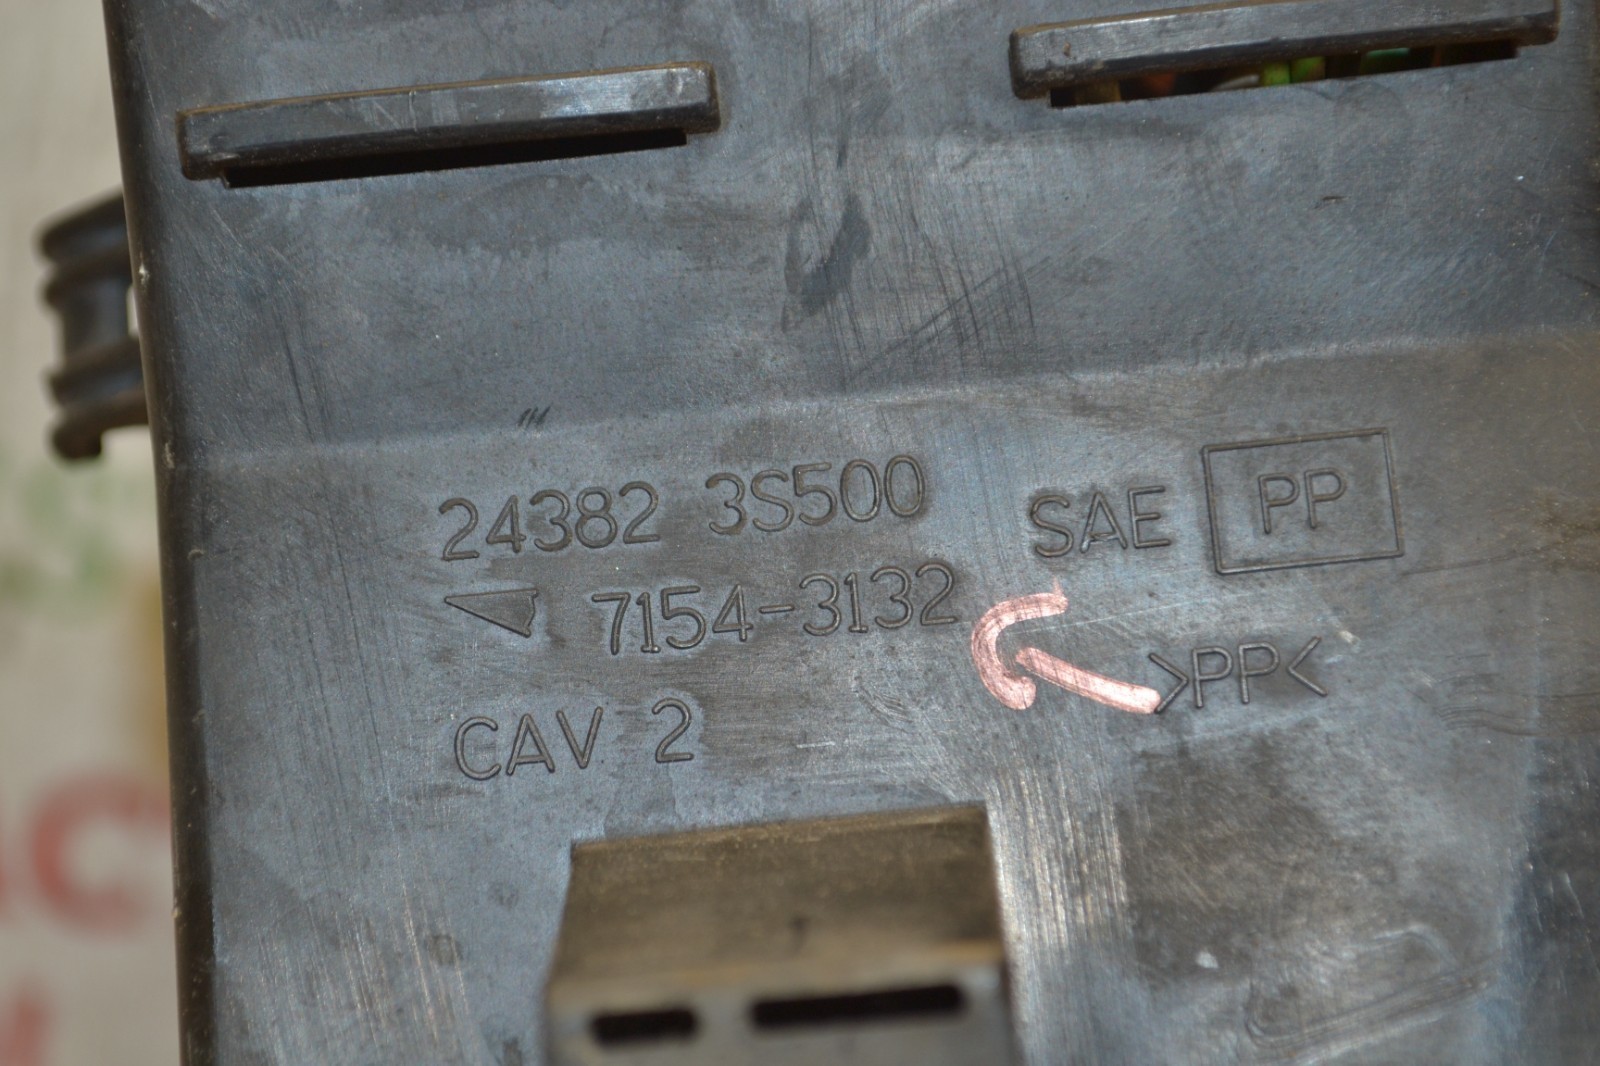 24382 3S500 SAE PP
7154-3132 >PP<
CAV 2